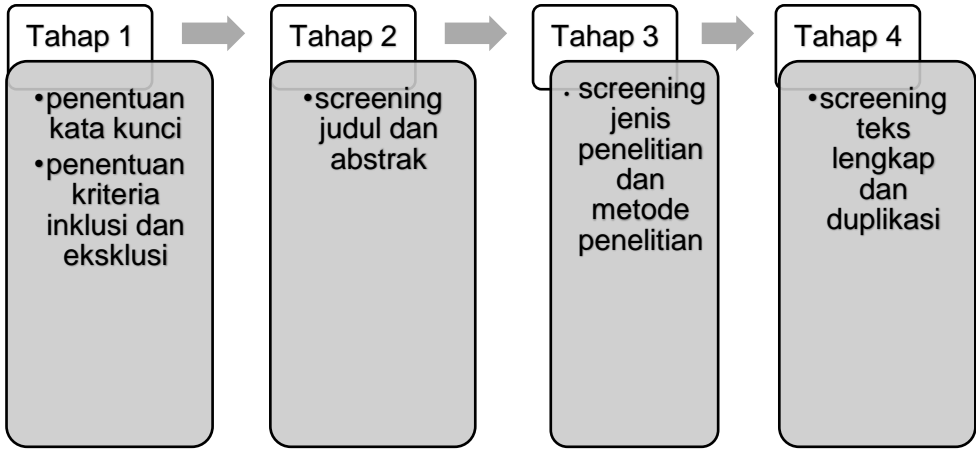 Tahap 1
•penentuan
kata kunci
•penentuan
kriteria
inklusi dan
eksklusi
Tahap 2
•screening
judul dan
abstrak
Tahap 3
. screening
jenis
penelitian
dan
metode
penelitian
Tahap 4
•screening
teks
lengkap
dan
duplikasi